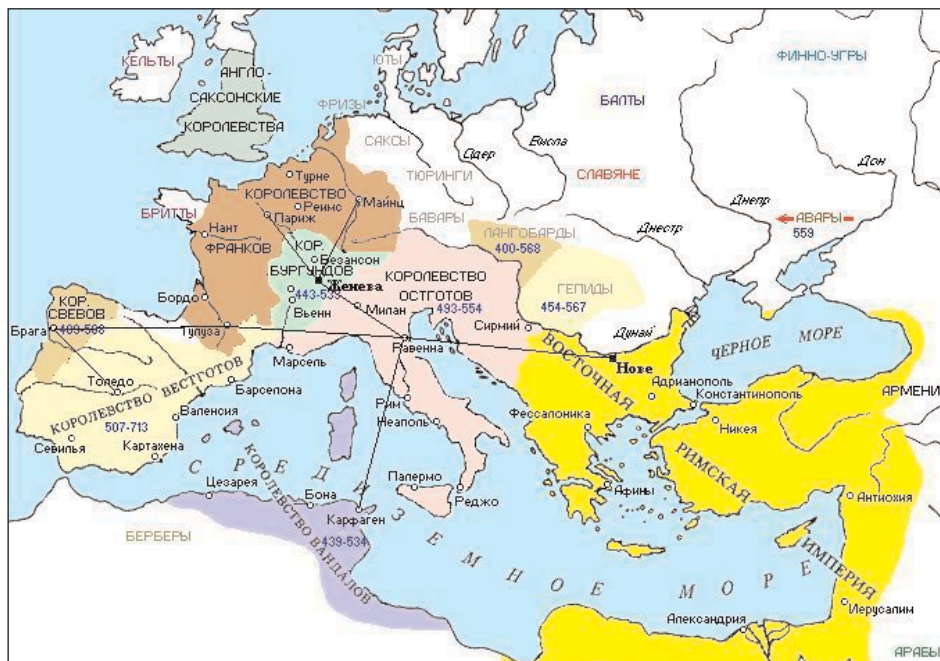 КЕЛЬТЫ
АНГЛО-
САКСОНСКИЕ
КОРОЛЕВСТВА
ЮТЫ
ФРИЗЫ
САКСЫ
ТЮРИНГИ
БАВАРЫ
Одер
Висла
БАЛТЫ
СЛАВЯНЕ
ФИННО-УГРЫ
Дон
Днепр
АВАРЫ
559
Днестр
БРИТТЫ
Турне
КОРОЛЕВСТВО
Реймс
Париж
Майнц
Нант
ФРАНКОВ
Бордо
Тулуза
КОР.
Безансон
БУРГУНДОВ
Женева
443-533
Вьенн
ЛАНГОБАРДЫ
400-568
ГЕПИДЫ
454-567
КОРОЛЕВСТВО
ОСТГОТОВ
493-554
Милан
Сирмий
Дунай
Равенна
Марсель
Рим
Неаполь
Палермо
Реджо
КОР.
СВЕВОВ
409-508
Брага
Толедо
КОРОЛЕВСТВО ВЕСТГОТОВ
507-713
Барселона
Валенсия
Севилья
Картахена
Нове
ЧЕРНОЕ МОРЕ
Адрианополь
Константинополь
АРМЕНИ
Фессалоника
Никея
Афины
Антиохия
ВОСТОЧНАЯ
РИМСКАЯ
ИМПЕРИЯ
СРЕДИЗЕМНОЕ МОРЕ
Цезарея
Бона
Карфаген
КОРОЛЕВСТВО ВАНДАЛОВ
439-534
БЕРБЕРЫ
Александрия
Иерусалим
АРАБЫ